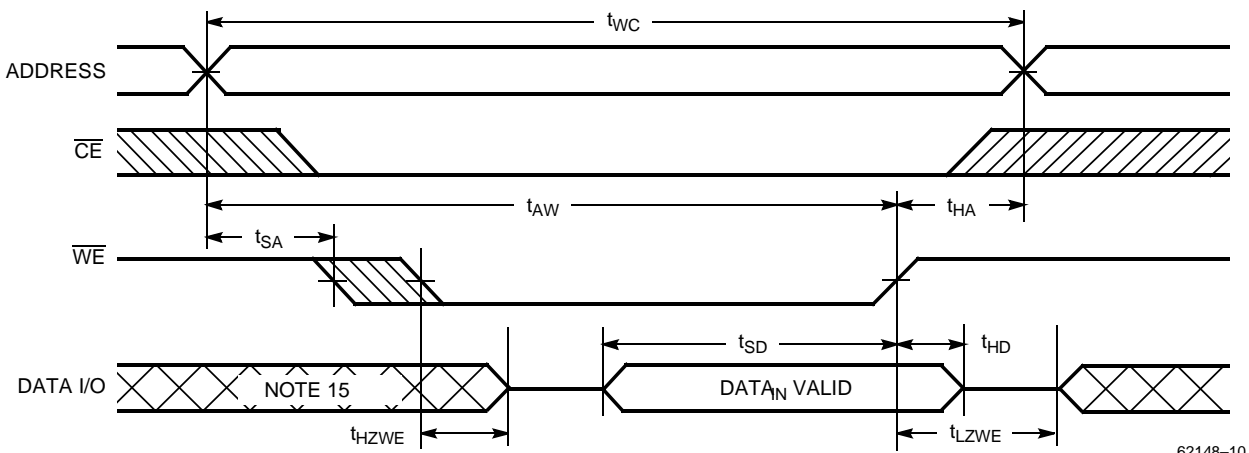 tWC
ADDRESS
CE
tAW
tHA
tSA
WE
tSD
tHD
DATA I/O
NOTE 15
DATAIN VALID
tHZWE
tLZWE
62148–10